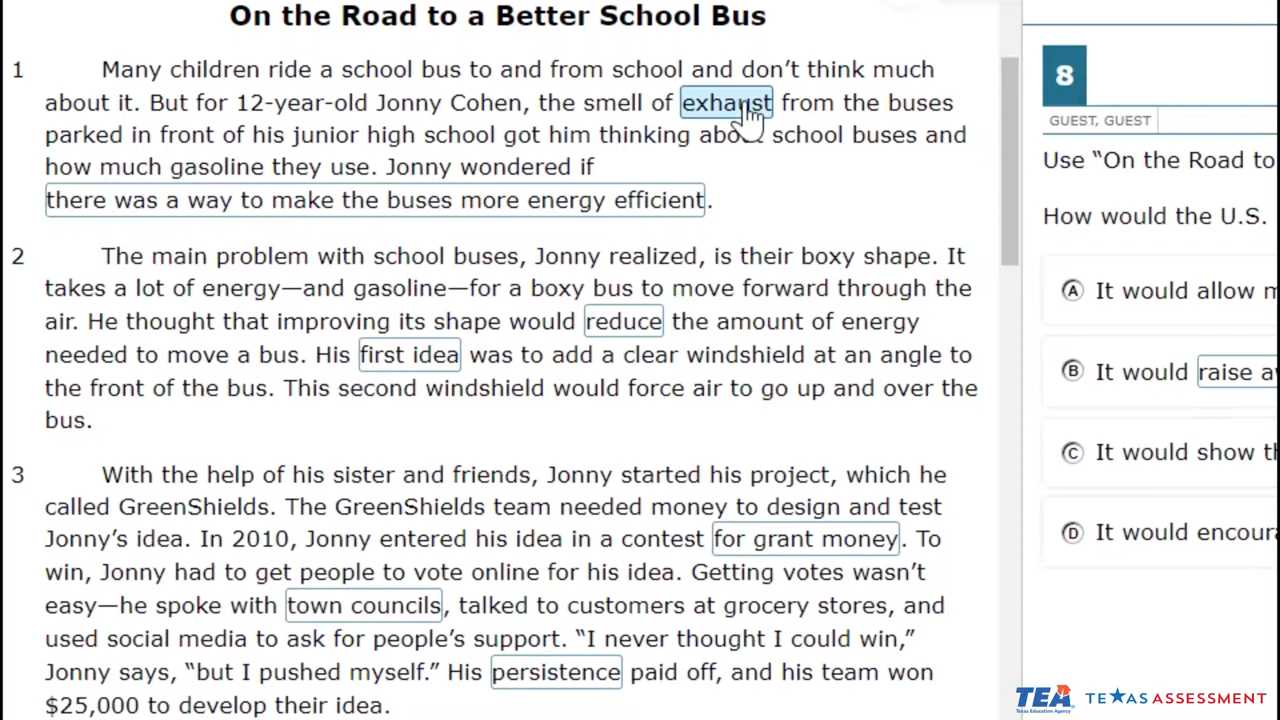 On the Road to a Better School Bus
1 Many children ride a school bus to and from school and don't think much
about it. But for 12-year-old Jonny Cohen, the smell of exhaust from the buses
parked in front of his junior high school got him thinking about school buses and
how much gasoline they use. Jonny wondered if
there was a way to make the buses more energy efficient.
2 The main problem with school buses, Jonny realized, is their boxy shape. It
takes a lot of energy—and gasoline—for a boxy bus to move forward through the
air. He thought that improving its shape would reduce the amount of energy
needed to move a bus. His first idea was to add a clear windshield at an angle to
the front of the bus. This second windshield would force air to go up and over the
bus.
3 With the help of his sister and friends, Jonny started his project, which he
called GreenShields. The GreenShields team needed money to design and test
Jonny's idea. In 2010, Jonny entered his idea in a contest for grant money. To
win, Jonny had to get people to vote online for his idea. Getting votes wasn't
easy—he spoke with town councils, talked to customers at grocery stores, and
used social media to ask for people's support. "I never thought I could win,"
Jonny says, "but I pushed myself." His persistence paid off, and his team won
$25,000 to develop their idea.
8
GUEST, GUEST
Use "On the Road to
How would the U.S.
A It would allow
B It would raise
C It would show
D It would
TEA
Texas Education Agency
TEXAS ASSESSMENT